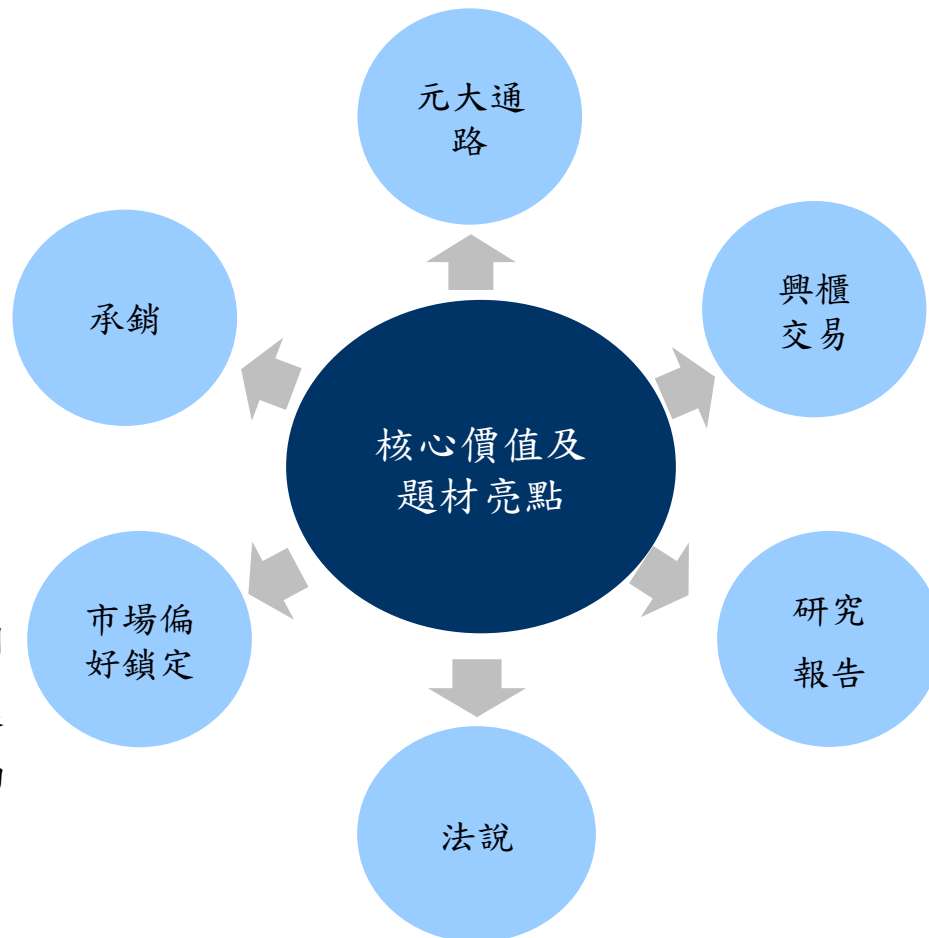 元大通
路
承銷
興櫃
交易
核心價值及
題材亮點
市場偏
好鎖定
研究
報告
法說